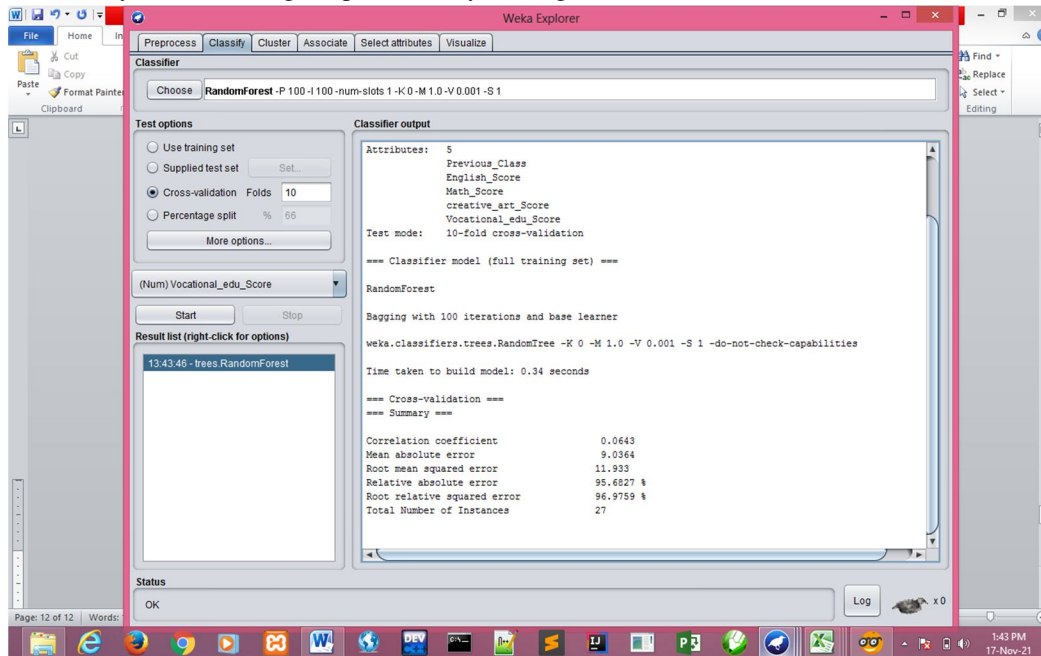 Weka Explorer
File
Home
In
Cut
Copy
Paste
Format Painter
Clipboard
Find
Replace
Select
Editing
Preprocess
Classify
Cluster
Associate
Select attributes
Visualize
Classifier
Choose
RandomForest -P 100 -I 100 -num-slots 1 -K 0 -M 1.0 -V 0.001 -S 1
Test options
Use training set
Supplied test set
Set...
Cross-validation Folds 10
Percentage split % 66
More options...
(Num) Vocational_edu_Score
Start
Stop
Result list (right-click for options)
13:43:46 - trees.RandomForest
Classifier output
Attributes: 5
Previous_Class
English_Score
Math_Score
creative_art_Score
Vocational_edu_Score
Test mode: 10-fold cross-validation
=== Classifier model (full training set) ===
RandomForest
Bagging with 100 iterations and base learner
weka.classifiers.trees.RandomTree -K 0 -M 1.0 -V 0.001 -S 1 -do-not-check-capabilities
Time taken to build model: 0.34 seconds
=== Cross-validation ===
=== Summary ===
Correlation coefficient 0.0643
Mean absolute error 9.0364
Root mean squared error 11.933
Relative absolute error 95.6827 %
Root relative squared error 96.9759 %
Total Number of Instances 27
Status
OK
Log
x 0
Page: 12 of 12
Words:
DEV
1:43 PM
17-Nov-21